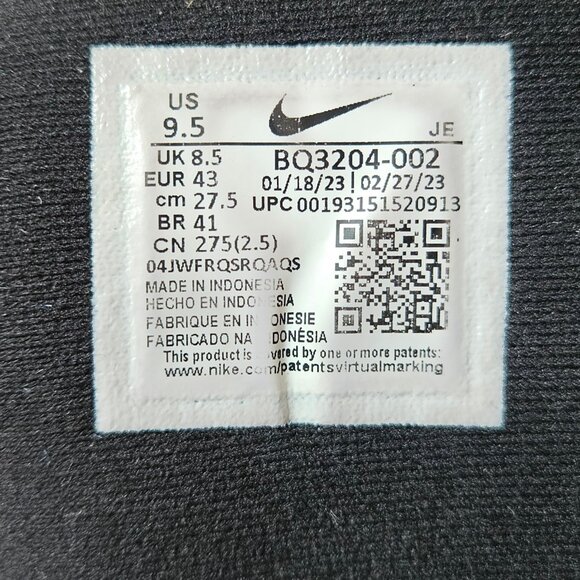 US
9.5
JE
UK 8.5
BQ3204-002
EUR 43
01/18/23 | 02/27/23
cm 27.5
UPC 00193151520913
BR 41
CN 275(2.5)
04JWFRQSRQAQS
MADE IN INDONESIA
HECHO EN INDONESIA
FABRIQUE EN INDONESIE
FABRICADO NA INDONÉSIA
This product is covered by one or more patents:
www.nike.com/patentsvirtualmarking